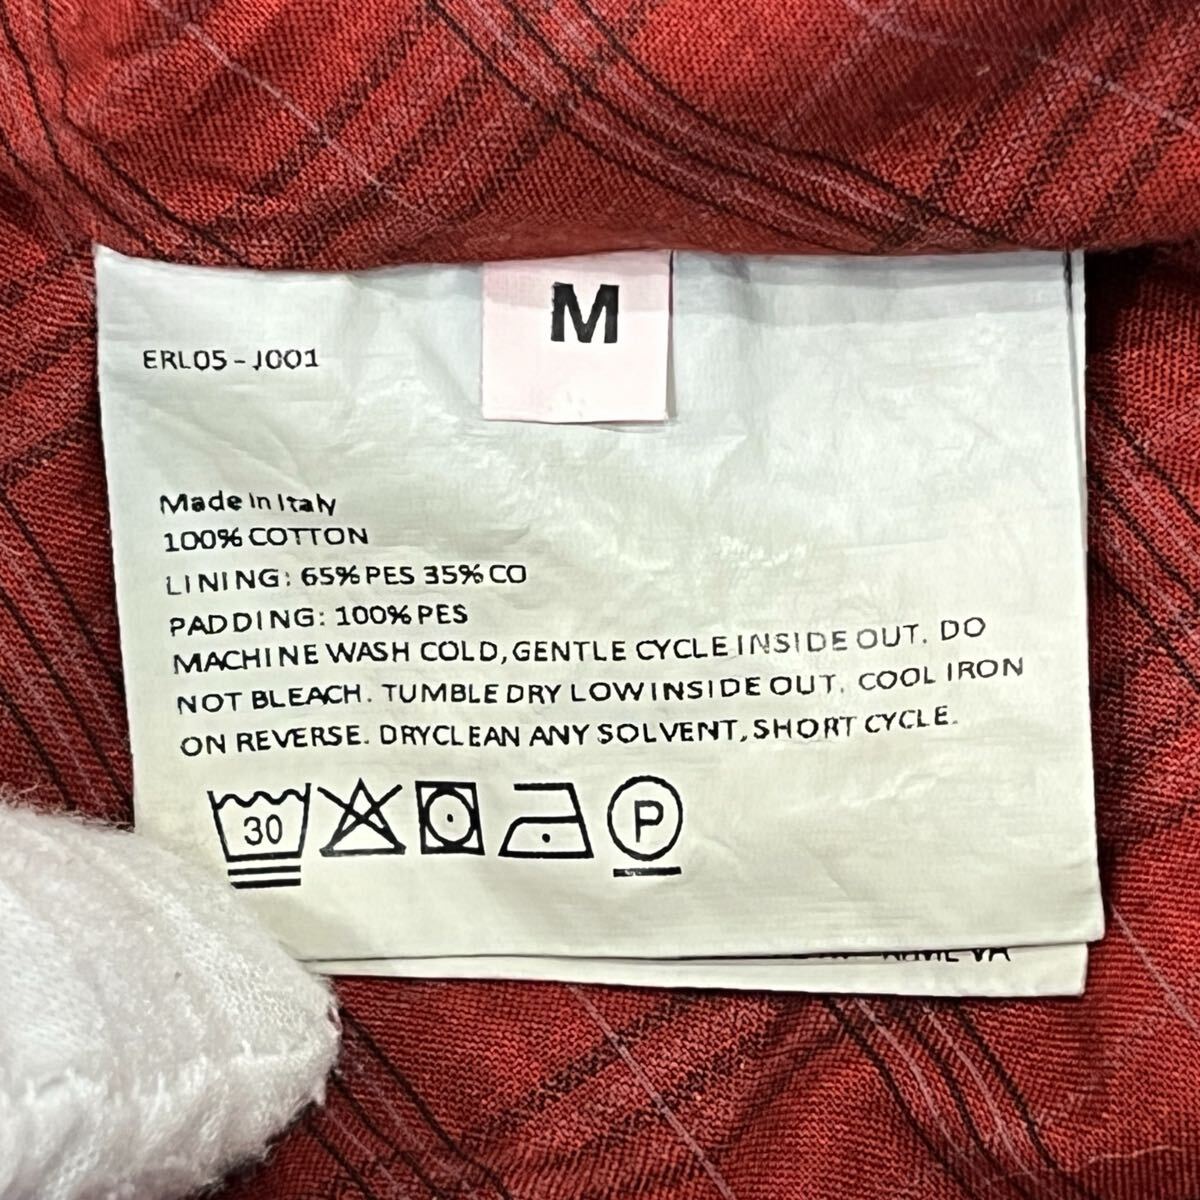 M
ERL05-J001
Made in Italy
100% COTTON
LINING: 65% PES 35% CO
PADDING: 100% PES
MACHINE WASH COLD, GENTLE CYCLE INSIDE OUT. DO
NOT BLEACH. TUMBLE DRY LOW INSIDE OUT. COOL IRON
ON REVERSE. DRYCLEAN ANY SOLVENT, SHORT CYCLE.
30 P